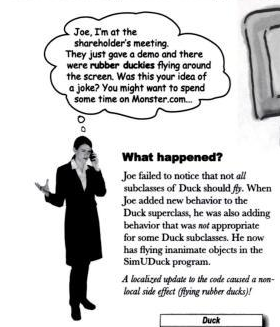 Joe, I'm at the
shareholder's meeting.
They just gave a demo and there
were rubber duckies flying around
the screen. Was this your idea of
a joke? You might want to spend
some time on Monster.com...
What happened?
Joe failed to notice that not all
subclasses of Duck should fly. When
Joe added new behavior to the
Duck superclass, he was also adding
behavior that was not appropriate
for some Duck subclasses. He now
has flying inanimate objects in the
SimUDuck program.
A localized update to the code caused a non-
local side effect (flying rubber ducks)!
Duck